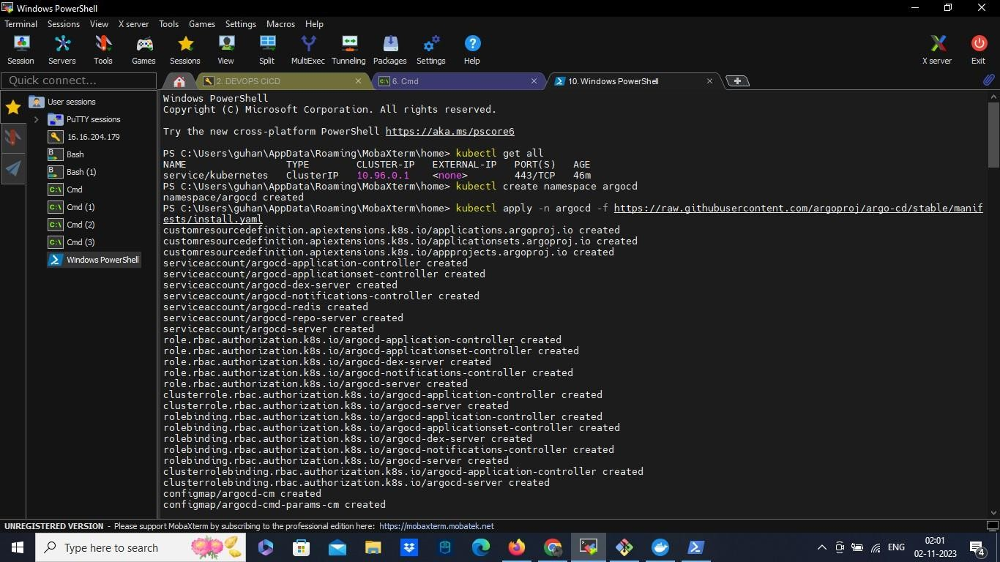 Windows PowerShell
Terminal Sessions View X server Tools Games Settings Macros Help
Session Servers Tools Games Sessions View Split MultiExec Tunneling Packages Settings Help X server Exit
Quick connect...
2. DEVOPS CICD
6. Cmd
10. Windows PowerShell
User sessions
PuTTY sessions
16.16.204.179
Bash
Bash (1)
Cmd
Cmd (1)
Cmd (2)
Cmd (3)
Windows PowerShell
Windows PowerShell
Copyright (C) Microsoft Corporation. All rights reserved.
Try the new cross-platform PowerShell https://aka.ms/pscore6
PS C:\Users\guhan\AppData\Roaming\MobaXterm\home> kubectl get all
NAME TYPE CLUSTER-IP EXTERNAL-IP PORT(S) AGE
service/kubernetes ClusterIP 10.96.0.1 <none> 443/TCP 46m
PS C:\Users\guhan\AppData\Roaming\MobaXterm\home> kubectl create namespace argocd
namespace/argocd created
PS C:\Users\guhan\AppData\Roaming\MobaXterm\home> kubectl apply -n argocd -f https://raw.githubusercontent.com/argoproj/argo-cd/stable/manif
ests/install.yaml
customresourcedefinition.apiextensions.k8s.io/applications.argoproj.io created
customresourcedefinition.apiextensions.k8s.io/applicationsets.argoproj.io created
customresourcedefinition.apiextensions.k8s.io/appprojects.argoproj.io created
serviceaccount/argocd-application-controller created
serviceaccount/argocd-applicationset-controller created
serviceaccount/argocd-dex-server created
serviceaccount/argocd-notifications-controller created
serviceaccount/argocd-redis created
serviceaccount/argocd-repo-server created
serviceaccount/argocd-server created
role.rbac.authorization.k8s.io/argocd-application-controller created
role.rbac.authorization.k8s.io/argocd-applicationset-controller created
role.rbac.authorization.k8s.io/argocd-dex-server created
role.rbac.authorization.k8s.io/argocd-notifications-controller created
role.rbac.authorization.k8s.io/argocd-server created
clusterrole.rbac.authorization.k8s.io/argocd-application-controller created
clusterrole.rbac.authorization.k8s.io/argocd-server created
rolebinding.rbac.authorization.k8s.io/argocd-application-controller created
rolebinding.rbac.authorization.k8s.io/argocd-applicationset-controller created
rolebinding.rbac.authorization.k8s.io/argocd-dex-server created
rolebinding.rbac.authorization.k8s.io/argocd-notifications-controller created
rolebinding.rbac.authorization.k8s.io/argocd-server created
clusterrolebinding.rbac.authorization.k8s.io/argocd-application-controller created
clusterrolebinding.rbac.authorization.k8s.io/argocd-server created
configmap/argocd-cm created
configmap/argocd-cmd-params-cm created
UNREGISTERED VERSION - Please support MobaXterm by subscribing to the professional edition here: https://mobaxterm.mobatek.net
Type here to search
ENG
02:01
02-11-2023
4